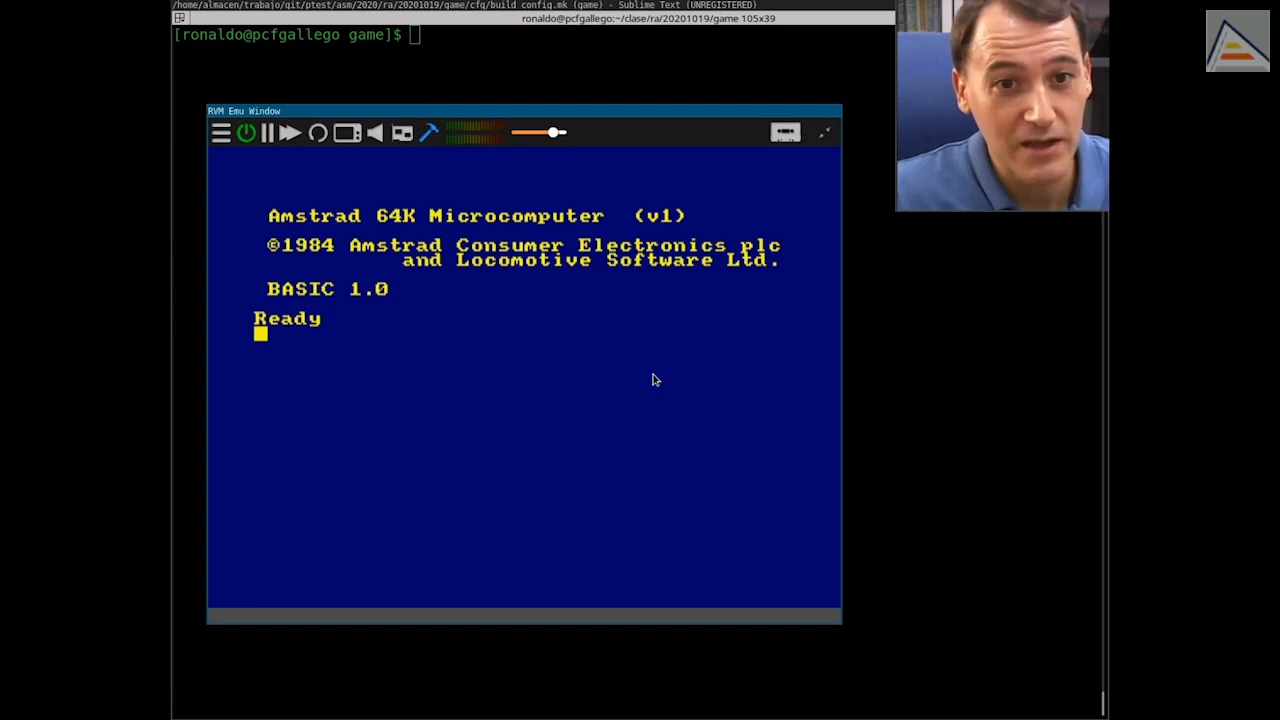 /home/almacen/trabajo/git/ptest/asm/2020/ra/20201019/game/cfg/build_config.mk (game) - Sublime Text (UNREGISTERED)
ronaldo@pcfgallego:~/clase/ra/20201019/game 105x39
[ronaldo@pcfgallego game]$
RVM Emu Window
Amstrad 64K Microcomputer (v1)
©1984 Amstrad Consumer Electronics plc
and Locomotive Software Ltd.
BASIC 1.0
Ready